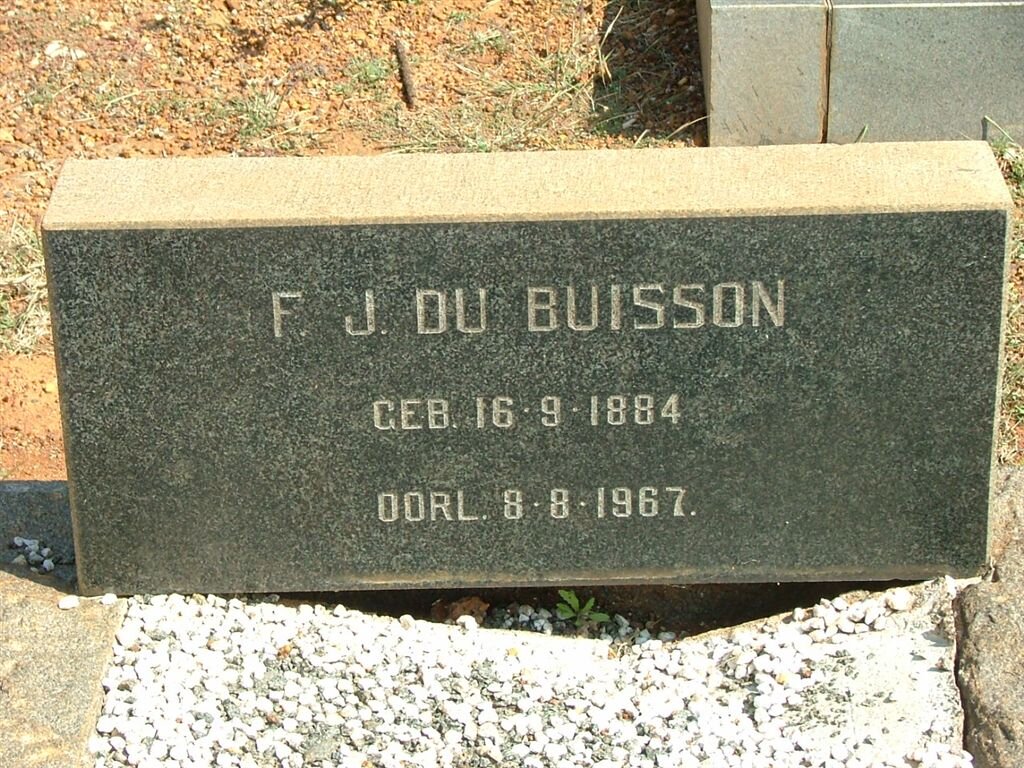 F. J. DU BUISSON
GEB. 16·9·1884
OORL. 8·8·1967.